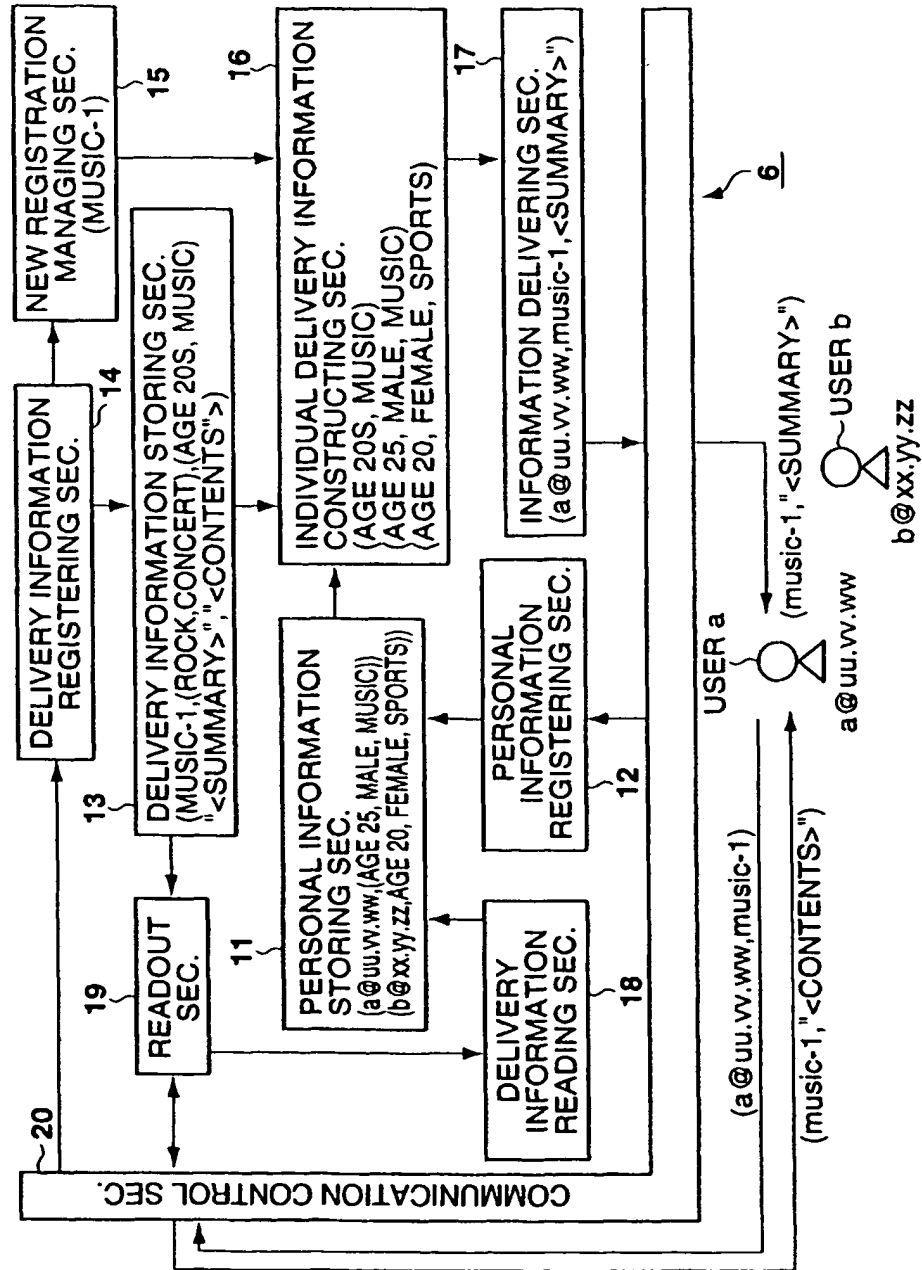 DELIVERY INFORMATION
REGISTERING SEC.
14
NEW REGISTRATION
MANAGING SEC.
(MUSIC-1)
15
20
COMMUNICATION CONTROL SEC.
13
DELIVERY INFORMATION STORING SEC.
(MUSIC-1,(ROCK,CONCERT),(AGE 20S, MUSIC)
"<SUMMARY>","<CONTENTS">)
19
READOUT
SEC.
16
INDIVIDUAL DELIVERY INFORMATION
CONSTRUCTING SEC.
(AGE 20S, MUSIC)
(AGE 25, MALE, MUSIC)
(AGE 20, FEMALE, SPORTS)
11
PERSONAL INFORMATION
STORING SEC.
(a@uu.vv.ww,(AGE 25, MALE, MUSIC))
(b@xx.yy.zz,AGE 20, FEMALE, SPORTS))
DELIVERY
INFORMATION
READING SEC.
18
PERSONAL
INFORMATION
REGISTERING SEC.
12
17
INFORMATION DELIVERING SEC.
(a@uu.vv.ww,music-1,<SUMMARY>")
6
(a@uu.vv.ww,music-1)
(music-1,"<CONTENTS>")
USER a
a@uu.vv.ww
(music-1,"<SUMMARY>")
USER b
b@xx.yy.zz